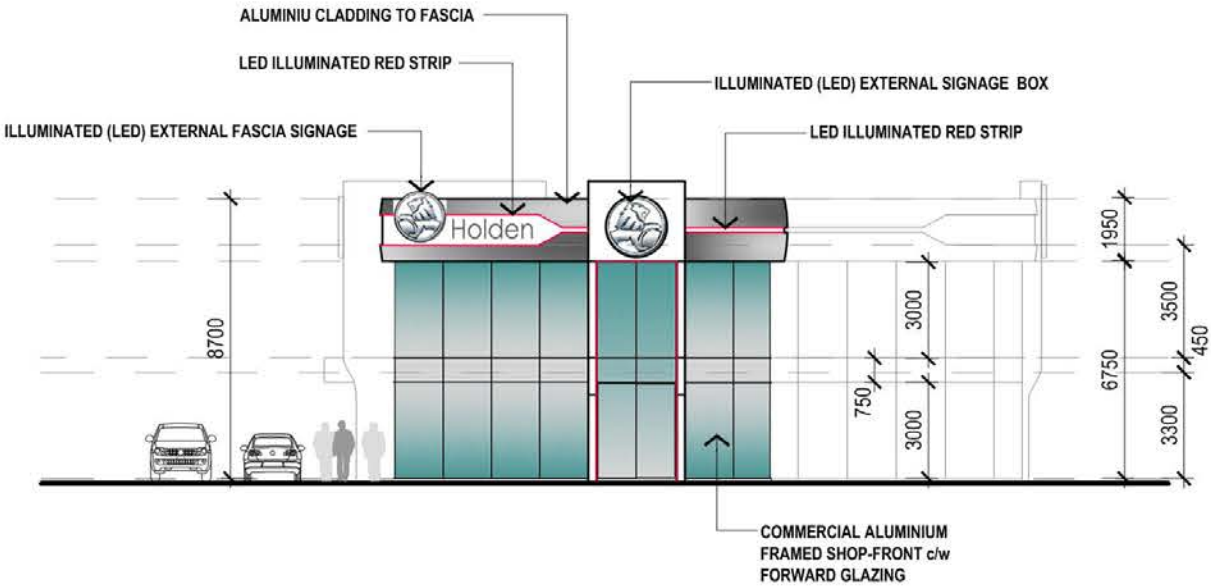 ALUMINIU CLADDING TO FASCIA
LED ILLUMINATED RED STRIP
ILLUMINATED (LED) EXTERNAL SIGNAGE BOX
ILLUMINATED (LED) EXTERNAL FASCIA SIGNAGE
LED ILLUMINATED RED STRIP
Holden
1950
3000
3500
8700
450
6750
750
3000
3300
COMMERCIAL ALUMINIUM
FRAMED SHOP-FRONT c/w
FORWARD GLAZING